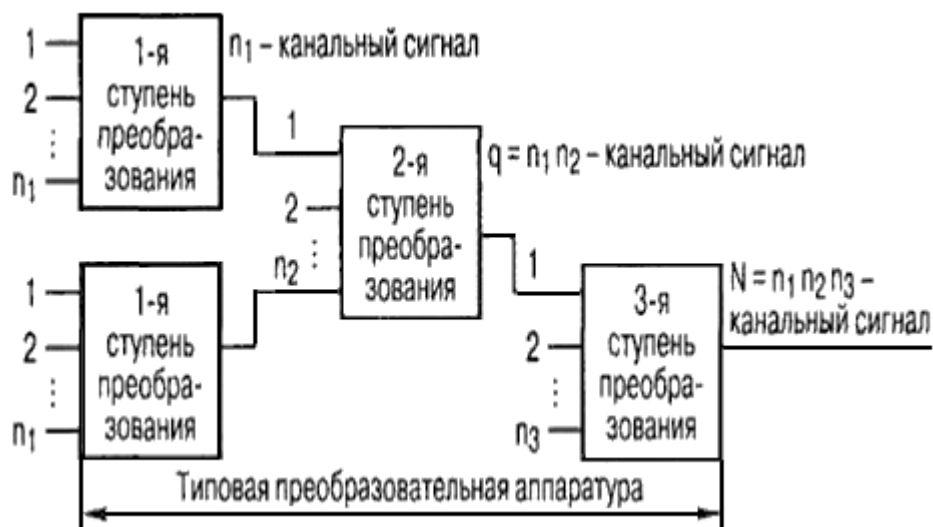 1
2
⋮
n₁
1-я
ступень
преобра-
зования
n₁ – канальный сигнал
1
2
⋮
n₂
2-я
ступень
преобра-
зования
q = n₁ n₂ – канальный сигнал
1
2
⋮
n₁
1-я
ступень
преобра-
зования
1
2
⋮
n₃
3-я
ступень
преобра-
зования
N = n₁ n₂ n₃ –
канальный сигнал
Типовая преобразовательная аппаратура